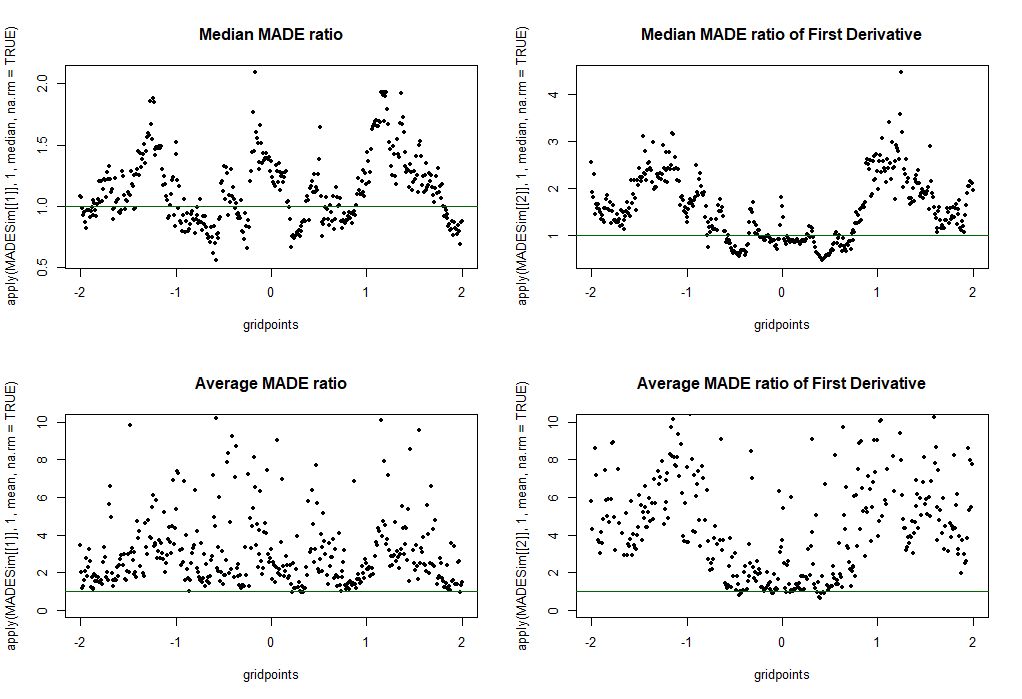 Median MADE ratio
apply(MADESim[[1]], 1, median, na.rm = TRUE)
2.0
1.5
1.0
0.5
-2 -1 0 1 2
gridpoints
Median MADE ratio of First Derivative
apply(MADESim[[2]], 1, median, na.rm = TRUE)
4
3
2
1
-2 -1 0 1 2
gridpoints
Average MADE ratio
apply(MADESim[[1]], 1, mean, na.rm = TRUE)
10
8
6
4
2
0
-2 -1 0 1 2
gridpoints
Average MADE ratio of First Derivative
apply(MADESim[[2]], 1, mean, na.rm = TRUE)
10
8
6
4
2
0
-2 -1 0 1 2
gridpoints